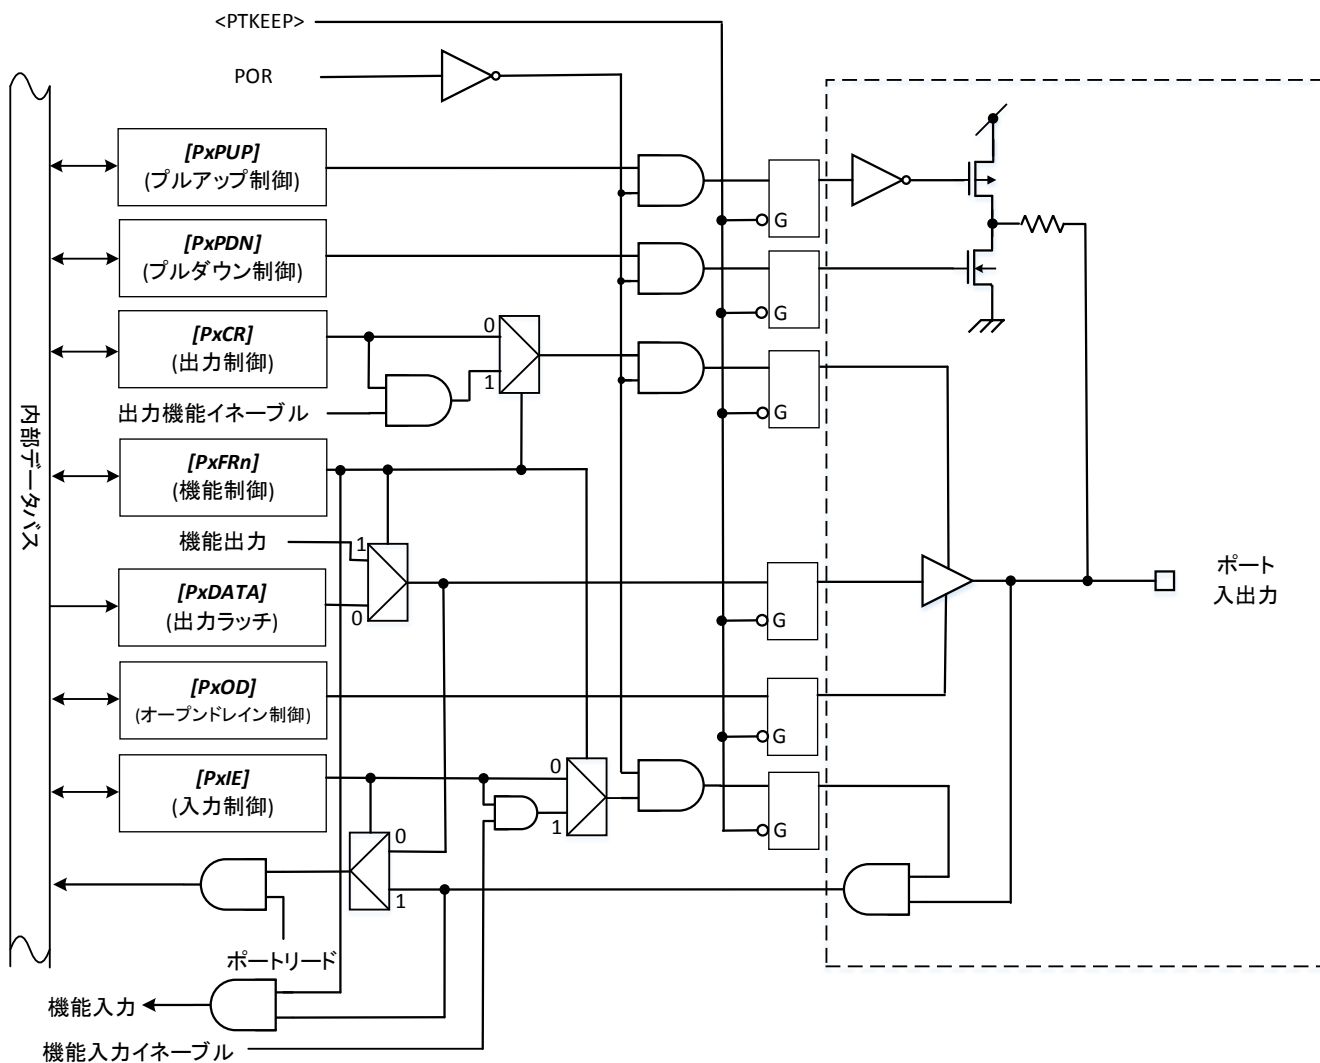 <PTKEEP>
POR
[PxPUP]
(プルアップ制御)
G
[PxPDN]
(プルダウン制御)
G
[PxCR]
(出力制御)
0
1
G
出力機能イネーブル
内部データバス
[PxFRn]
(機能制御)
機能出力
1
[PxDATA]
(出力ラッチ)
0
G
ポート
入出力
[PxOD]
(オープンドレイン制御)
G
[PxIE]
(入力制御)
0
1
G
0
1
ポートリード
機能入力
機能入力イネーブル